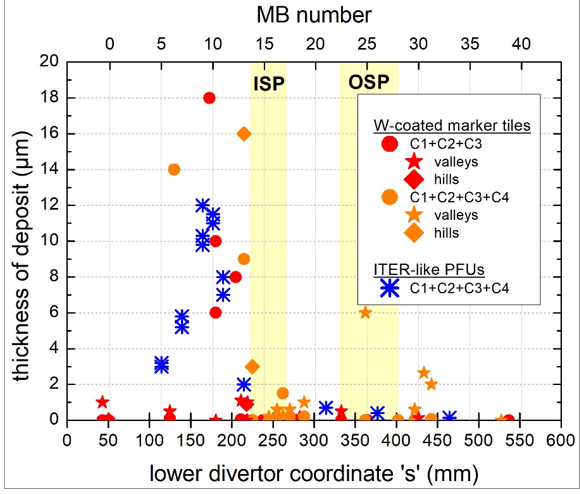 MB number
0 5 10 15 20 25 30 35 40
ISP OSP
W-coated marker tiles
C1+C2+C3
valleys
hills
C1+C2+C3+C4
valleys
hills
ITER-like PFUs
C1+C2+C3+C4
thickness of deposit (μm)
20
18
16
14
12
10
8
6
4
2
0
0 50 100 150 200 250 300 350 400 450 500 550 600
lower divertor coordinate 's' (mm)